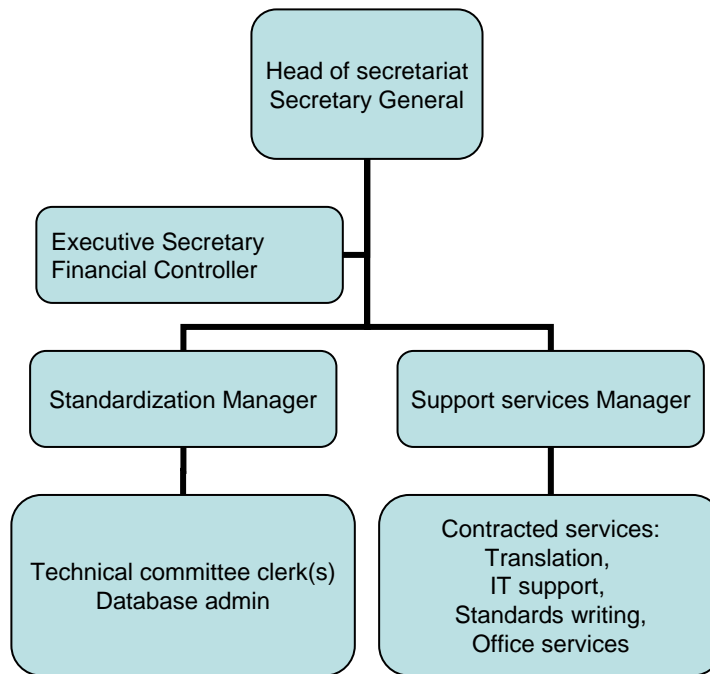 Head of secretariat
Secretary General
Executive Secretary
Financial Controller
Standardization Manager
Support services Manager
Technical committee clerk(s)
Database admin
Contracted services:
Translation,
IT support,
Standards writing,
Office services